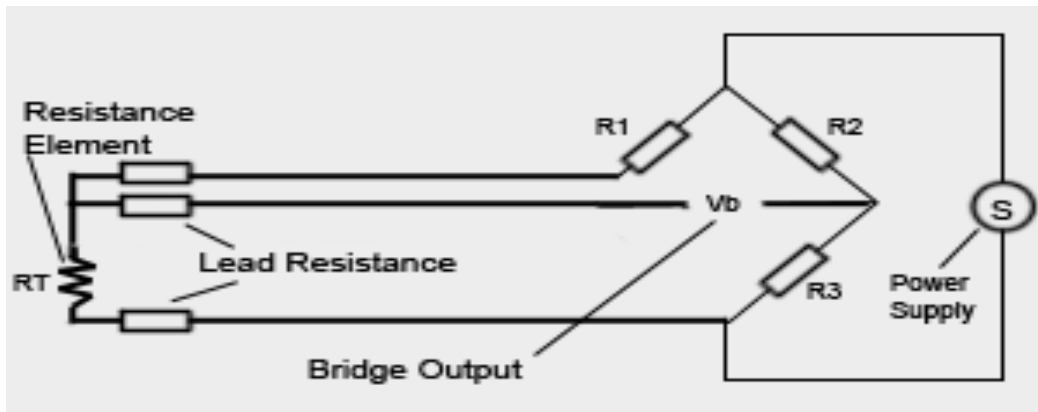 Resistance
Element
R1
R2
Vb
S
Lead Resistance
RT
R3
Power
Supply
Bridge Output